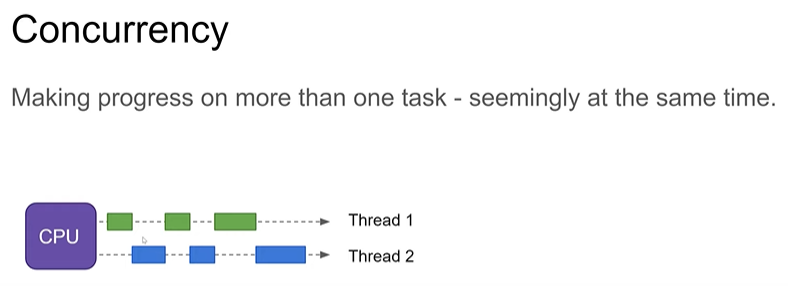 Concurrency
Making progress on more than one task - seemingly at the same time.
CPU
Thread 1
Thread 2